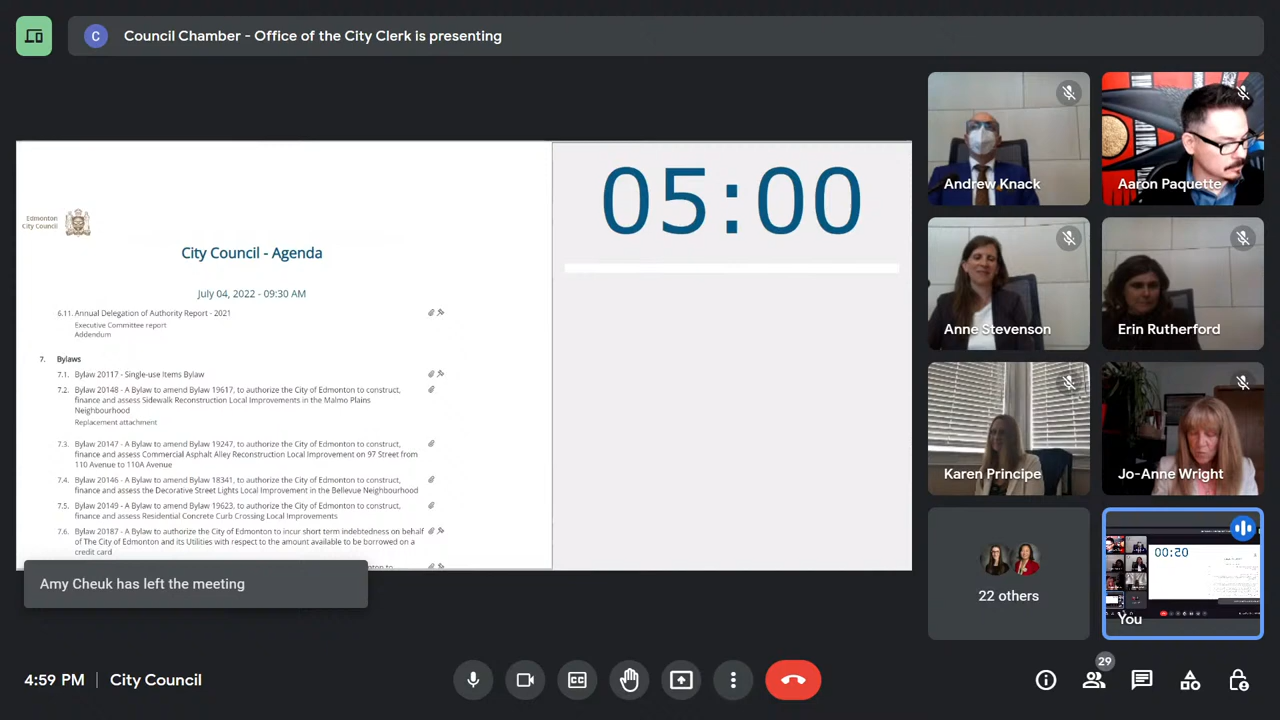 C
Council Chamber - Office of the City Clerk is presenting
Edmonton
City Council
City Council - Agenda
July 04, 2022 - 09:30 AM
6.11. Annual Delegation of Authority Report - 2021
Executive Committee report
Addendum
7. Bylaws
7.1. Bylaw 20117 - Single-use Items Bylaw
7.2. Bylaw 20148 - A Bylaw to amend Bylaw 19617, to authorize the City of Edmonton to construct,
finance and assess Sidewalk Reconstruction Local Improvements in the Malmo Plains
Neighbourhood
Replacement attachment
7.3. Bylaw 20147 - A Bylaw to amend Bylaw 19247, to authorize the City of Edmonton to construct,
finance and assess Commercial Asphalt Alley Reconstruction Local Improvement on 97 Street from
110 Avenue to 110A Avenue
7.4. Bylaw 20146 - A Bylaw to amend Bylaw 18341, to authorize the City of Edmonton to construct,
finance and assess the Decorative Street Lights Local Improvement in the Bellevue Neighbourhood
7.5. Bylaw 20149 - A Bylaw to amend Bylaw 19623, to authorize the City of Edmonton to construct,
finance and assess Residential Concrete Curb Crossing Local Improvements
7.6. Bylaw 20187 - A Bylaw to authorize the City of Edmonton to incur short term indebtedness on behalf
of The City of Edmonton and its Utilities with respect to the amount available to be borrowed on a
credit card
05:00
Andrew Knack
Aaron Paquette
Anne Stevenson
Erin Rutherford
Karen Principe
Jo-Anne Wright
22 others
00:50
You
Amy Cheuk has left the meeting
4:59 PM | City Council
CC
29